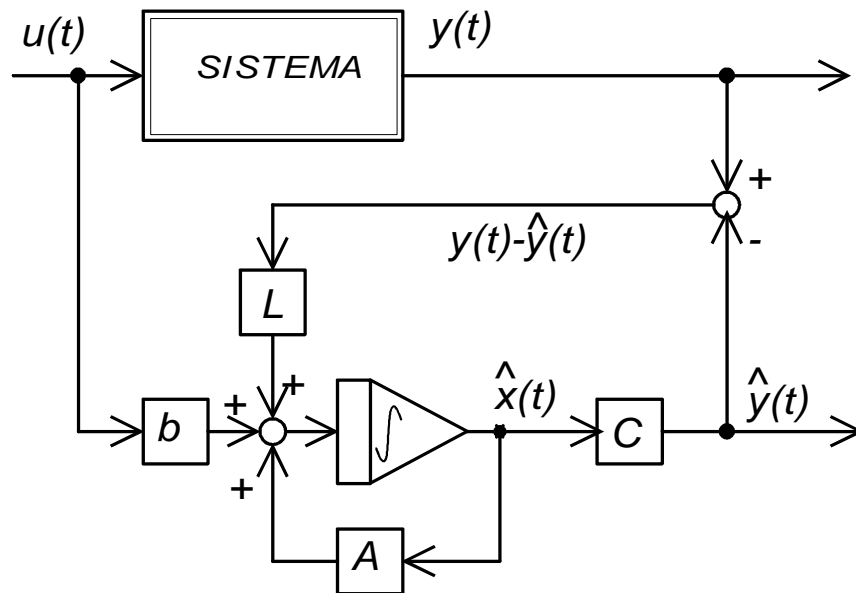 u(t)
SISTEMA
y(t)
+
y(t)-ŷ(t)
-
L
+
+
b
∫
x̂(t)
C
ŷ(t)
+
A